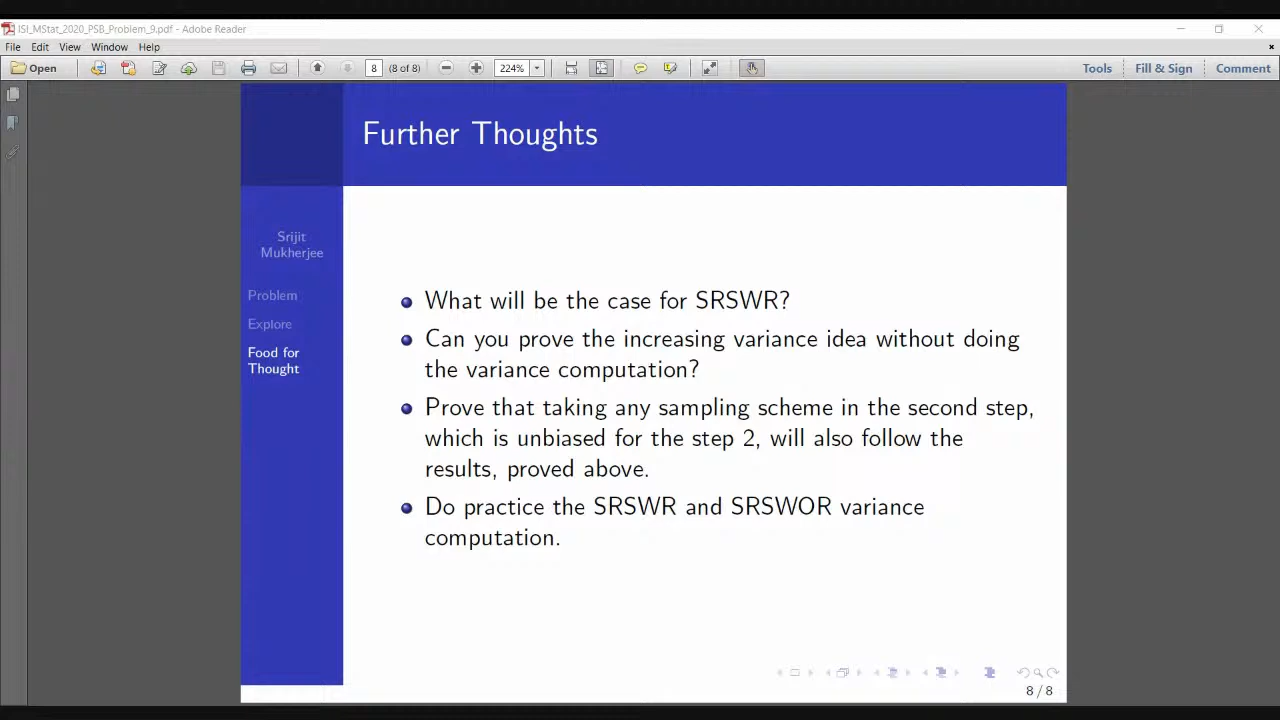 ISI_MStat_2020_PSB_Problem_9.pdf - Adobe Reader
File Edit View Window Help
Open 8 (8 of 8) 224% Tools Fill & Sign Comment
Further Thoughts
Srijit
Mukherjee
Problem
Explore
Food for
Thought
What will be the case for SRSWR?
Can you prove the increasing variance idea without doing
the variance computation?
Prove that taking any sampling scheme in the second step,
which is unbiased for the step 2, will also follow the
results, proved above.
Do practice the SRSWR and SRSWOR variance
computation.
8 / 8